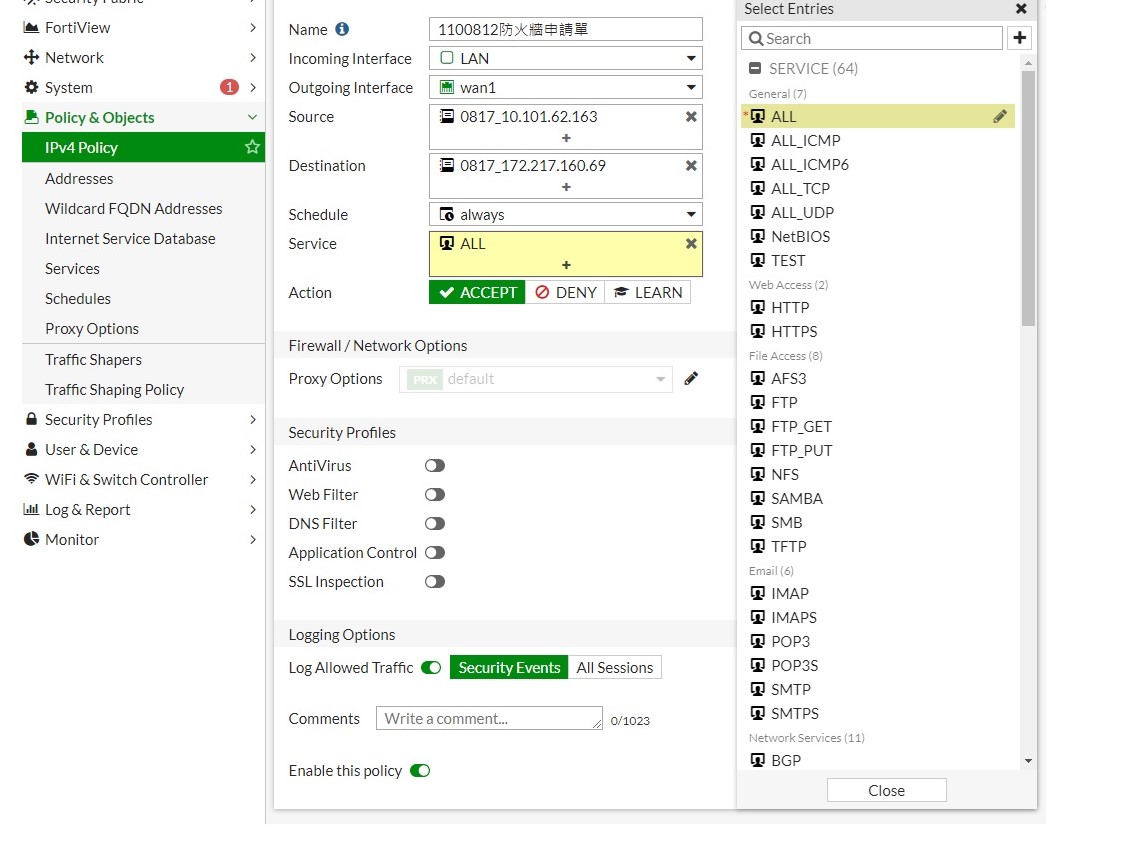 Security Fabric
FortiView
Network
System 1
Policy & Objects
IPv4 Policy
Addresses
Wildcard FQDN Addresses
Internet Service Database
Services
Schedules
Proxy Options
Traffic Shapers
Traffic Shaping Policy
Security Profiles
User & Device
WiFi & Switch Controller
Log & Report
Monitor
Name
1100812防火牆申請單
Incoming Interface
LAN
Outgoing Interface
wan1
Source
0817_10.101.62.163
+
Destination
0817_172.217.160.69
+
Schedule
always
Service
ALL
+
Action
ACCEPT DENY LEARN
Firewall / Network Options
Proxy Options
PRX default
Security Profiles
AntiVirus
Web Filter
DNS Filter
Application Control
SSL Inspection
Logging Options
Log Allowed Traffic Security Events All Sessions
Comments Write a comment... 0/1023
Enable this policy
Select Entries
Search
SERVICE (64)
General (7)
* ALL
ALL_ICMP
ALL_ICMP6
ALL_TCP
ALL_UDP
NetBIOS
TEST
Web Access (2)
HTTP
HTTPS
File Access (8)
AFS3
FTP
FTP_GET
FTP_PUT
NFS
SAMBA
SMB
TFTP
Email (6)
IMAP
IMAPS
POP3
POP3S
SMTP
SMTPS
Network Services (11)
BGP
Close